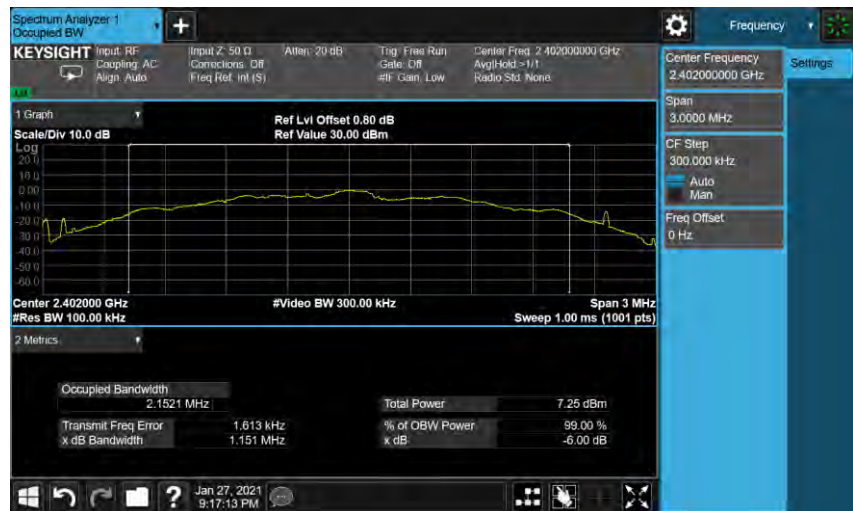 Spectrum Analyzer 1
Occupied BW
+
Frequency
KEYSIGHT
Input: RF
Coupling: AC
Align: Auto
Input Z: 50 Ω
Corrections: Off
Freq Ref: Int (S)
Atten: 20 dB
Trig: Free Run
Gate: Off
#IF Gain: Low
Center Freq: 2.402000000 GHz
Avg|Hold:>1/1
Radio Std: None
Center Frequency
2.402000000 GHz
Settings
Span
3.0000 MHz
CF Step
300.000 kHz
Auto
Man
Freq Offset
0 Hz
1 Graph
Scale/Div 10.0 dB
Ref Lvl Offset 0.80 dB
Ref Value 30.00 dBm
Log
20.0
10.0
0.00
-10.0
-20.0
-30.0
-40.0
-50.0
-60.0
Center 2.402000 GHz
#Video BW 300.00 kHz
Span 3 MHz
#Res BW 100.00 kHz
Sweep 1.00 ms (1001 pts)
2 Metrics
Occupied Bandwidth
2.1521 MHz
Total Power 7.25 dBm
Transmit Freq Error 1.613 kHz
% of OBW Power 99.00 %
x dB Bandwidth 1.151 MHz
x dB -6.00 dB
?
Jan 27, 2021
9:17:13 PM